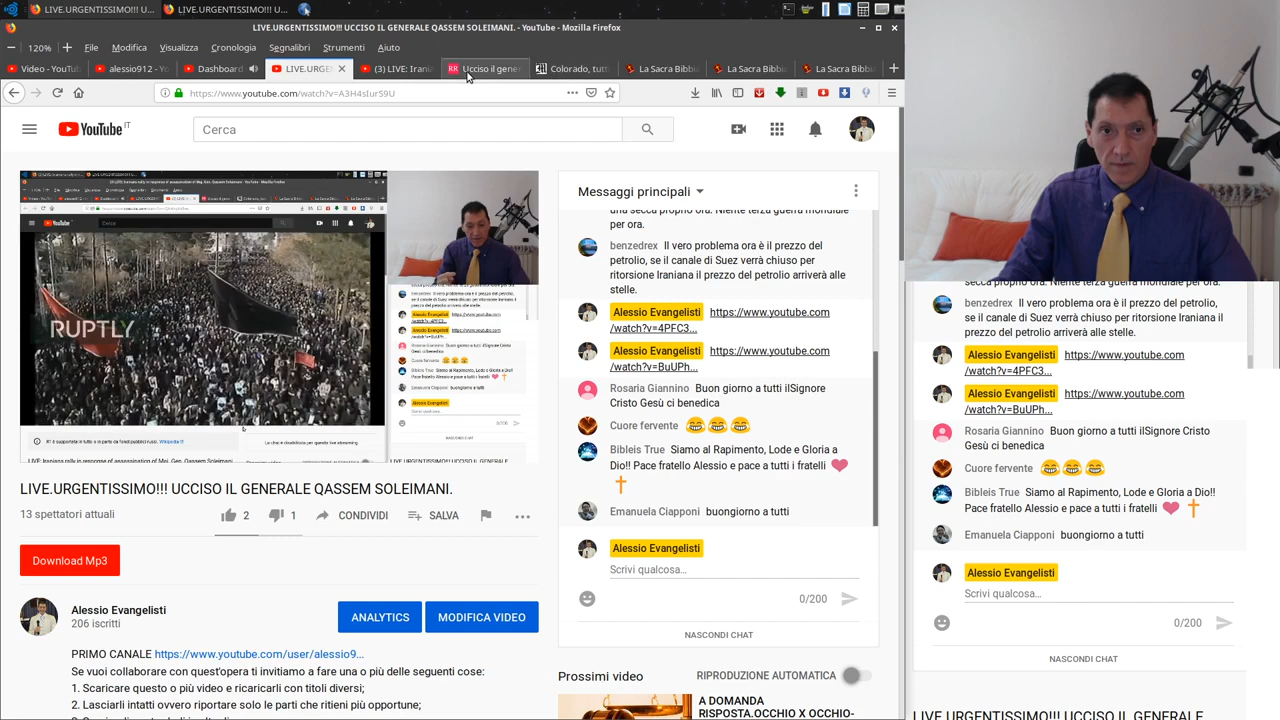 LIVE.URGENTISSIMO!!! U
LIVE.URGENTISSIMO!!! U...
LIVE.URGENTISSIMO!!! UCCISO IL GENERALE QASSEM SOLEIMANI. - YouTube - Mozilla Firefox
120% File Modifica Visualizza Cronologia Segnalibri Strumenti Aiuto
Video - YouTu
alessio912 - Y
Dashboard
LIVE.URGE
(3) LIVE: Irania
RR Ucciso il gene
Colorado, tutt
La Sacra Bibbi
La Sacra Bibbi
La Sacra Bibbi
https://www.youtube.com/watch?v=A3H4sIurS9U
YouTube IT
Cerca
RUPTLY
LIVE.URGENTISSIMO!!! UCCISO IL GENERALE QASSEM SOLEIMANI.
13 spettatori attuali
2
1
CONDIVIDI
SALVA
Download Mp3
Alessio Evangelisti
206 iscritti
ANALYTICS
MODIFICA VIDEO
PRIMO CANALE https://www.youtube.com/user/alessio9...
Se vuoi collaborare con quest'opera ti invitiamo a fare una o più delle seguenti cose:
1. Scaricare questo o più video e ricaricarli con titoli diversi;
2. Lasciarli intatti ovvero riportare solo le parti che ritieni più opportune;
Messaggi principali
una secca proprio ora. Niente terza guerra mondiale
per ora.
benzedrex Il vero problema ora è il prezzo del
petrolio, se il canale di Suez verrà chiuso per
ritorsione Iraniana il prezzo del petrolio arriverà alle
stelle.
Alessio Evangelisti https://www.youtube.com
/watch?v=4PFC3...
Alessio Evangelisti https://www.youtube.com
/watch?v=BuUPh...
Rosaria Giannino Buon giorno a tutti ilSignore
Cristo Gesù ci benedica
Cuore fervente 😂😂😂
Bibleis True Siamo al Rapimento, Lode e Gloria a
Dio!! Pace fratello Alessio e pace a tutti i fratelli ❤
✝
Emanuela Ciapponi buongiorno a tutti
Alessio Evangelisti
Scrivi qualcosa...
0/200
NASCONDI CHAT
Prossimi video
RIPRODUZIONE AUTOMATICA
A DOMANDA
RISPOSTA.OCCHIO X OCCHIO-
benzedrex Il vero problema ora è il prezzo del petrolio,
se il canale di Suez verrà chiuso per ritorsione Iraniana il
prezzo del petrolio arriverà alle stelle.
Alessio Evangelisti https://www.youtube.com
/watch?v=4PFC3...
Alessio Evangelisti https://www.youtube.com
/watch?v=BuUPh...
Rosaria Giannino Buon giorno a tutti ilSignore Cristo
Gesù ci benedica
Cuore fervente 😂😂😂
Bibleis True Siamo al Rapimento, Lode e Gloria a Dio!!
Pace fratello Alessio e pace a tutti i fratelli ❤ ✝
Emanuela Ciapponi buongiorno a tutti
Alessio Evangelisti
Scrivi qualcosa...
0/200
NASCONDI CHAT
LIVE.URGENTISSIMO!!! UCCISO IL GENERALE